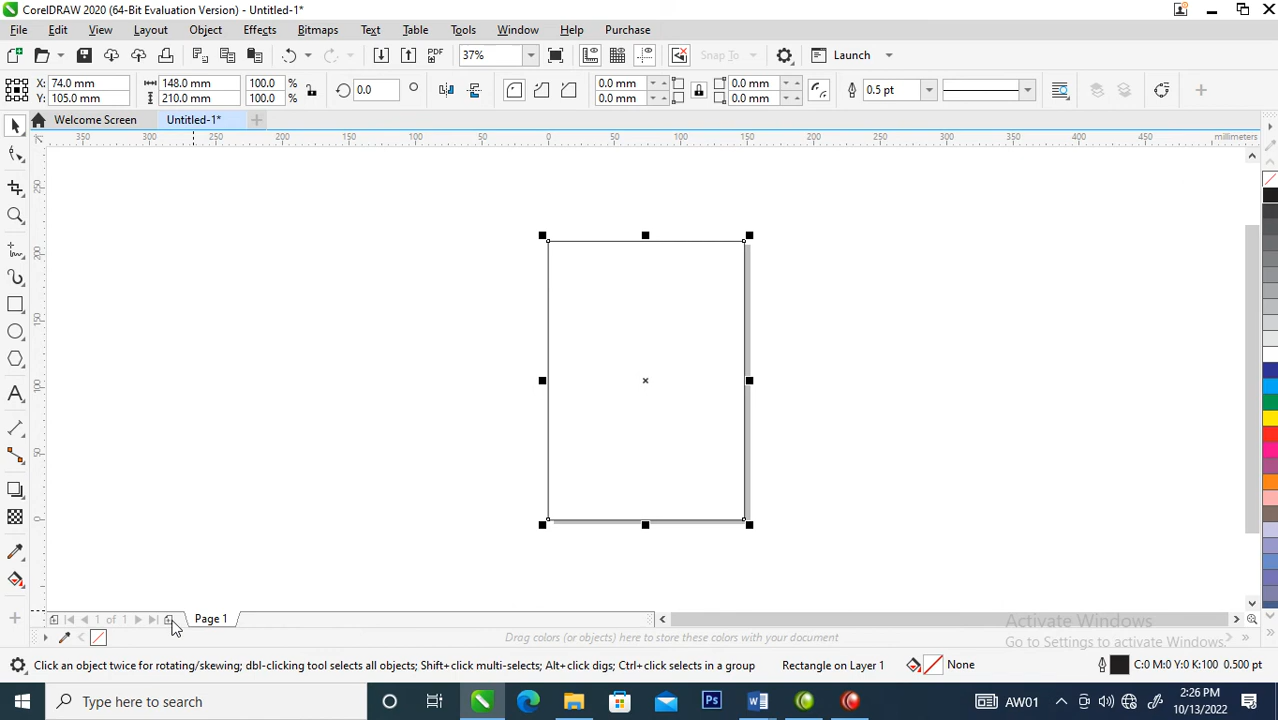 CorelDRAW 2020 (64-Bit Evaluation Version) - Untitled-1*
File Edit View Layout Object Effects Bitmaps Text Table Tools Window Help Purchase
PDF 37% Snap To Launch
X: 74.0 mm 148.0 mm 100.0 % 0.0 0.0 mm 0.0 mm 0.5 pt
Y: 105.0 mm 210.0 mm 100.0 % 0.0 mm 0.0 mm
Welcome Screen Untitled-1*
350 300 250 200 150 100 50 0 50 100 150 200 250 300 350 400 450 millimeters
250
200
150
100
50
0
1 of 1 Page 1
Activate Windows
Drag colors (or objects) here to store these colors with your document
Go to Settings to activate Windows.
Click an object twice for rotating/skewing; dbl-clicking tool selects all objects; Shift+click multi-selects; Alt+click digs; Ctrl+click selects in a group Rectangle on Layer 1 None C:0 M:0 Y:0 K:100 0.500 pt
Type here to search Ps W AW01 2:26 PM
10/13/2022